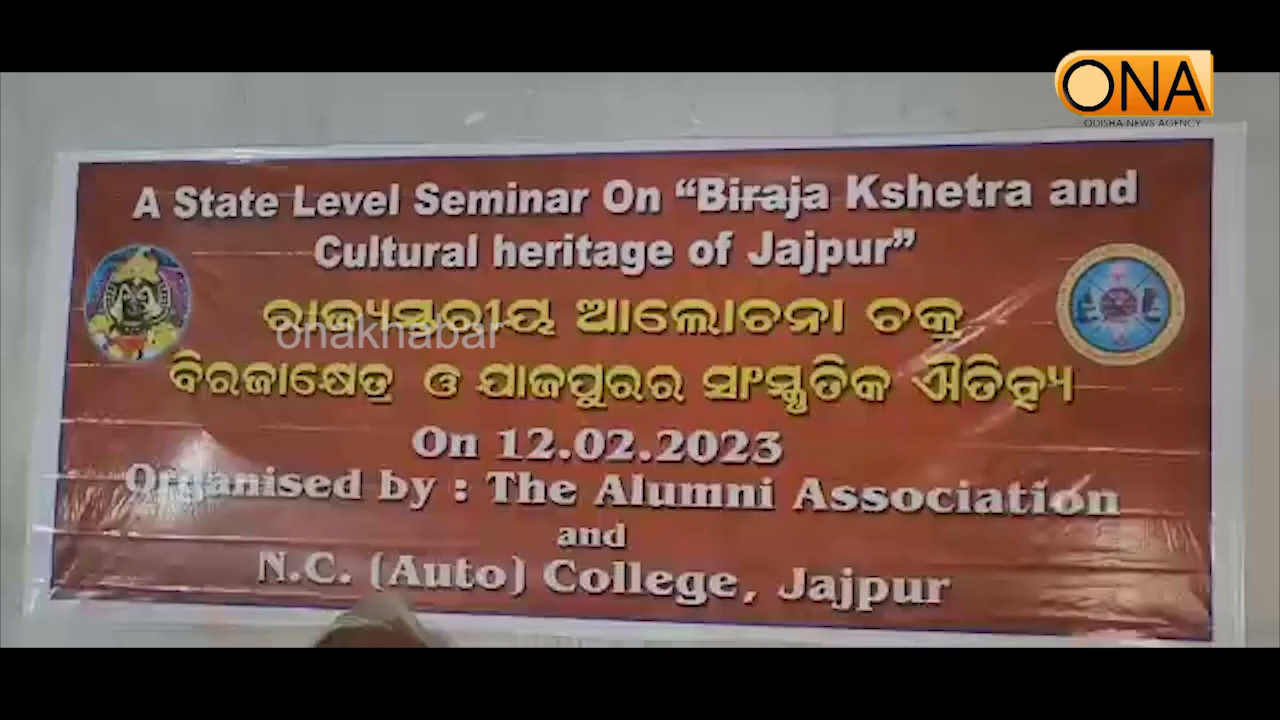 ONA
ODISHA NEWS AGENCY
A State Level Seminar On “Biraja Kshetra and
Cultural heritage of Jajpur”
ରାଜ୍ୟସ୍ତରୀୟ ଆଲୋଚନା ଚକ୍ର
onakhabar
ବିରଜାକ୍ଷେତ୍ର ଓ ଯାଜପୁରର ସାଂସ୍କୃତିକ ଐତିହ୍ୟ
On 12.02.2023
Organised by : The Alumni Association
and
N.C. (Auto) College, Jajpur